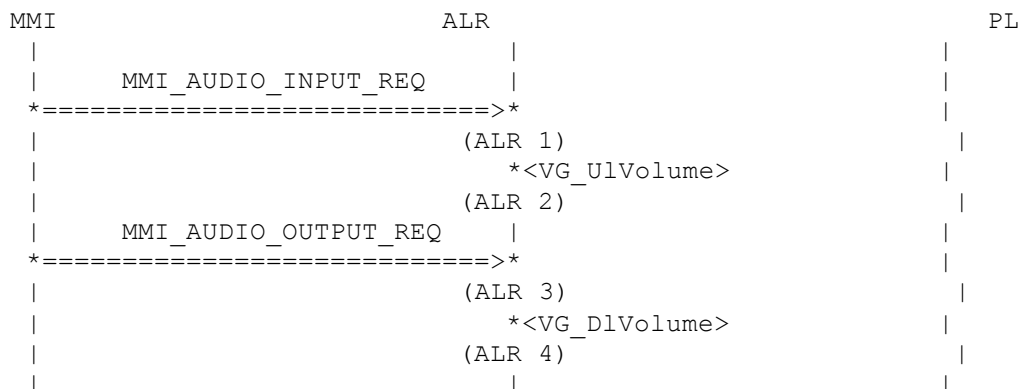 MMI ALR PL
| | |
| MMI_AUDIO_INPUT_REQ | |
*============================>* |
| (ALR 1) |
| *<VG_UlVolume> |
| (ALR 2) |
| MMI_AUDIO_OUTPUT_REQ | |
*============================>* |
| (ALR 3) |
| *<VG_DlVolume> |
| (ALR 4) |
| | |